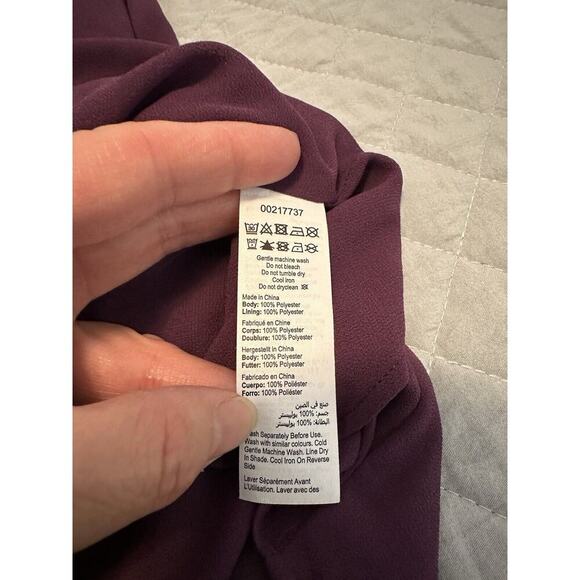 00217737
Gentle machine wash
Do not bleach
Do not tumble dry
Cool Iron
Do not dryclean
Made in China
Body: 100% Polyester
Lining: 100% Polyester
Fabriqué en Chine
Corps: 100% Polyester
Doublure: 100% Polyester
Hergestellt in China
Body: 100% Polyester
Futter: 100% Polyester
Fabricado en China
Cuerpo: 100% Poliéster
Forro: 100% Poliéster
صنع في الصين
جسم: 100% بوليستر
البطانة: 100% بوليستر
ash Separately Before Use.
Wash with similar colours. Cold
Gentle Machine Wash. Line Dry
In Shade. Cool Iron On Reverse
Side
Laver Séparément Avant
L'Utilisation. Laver avec des